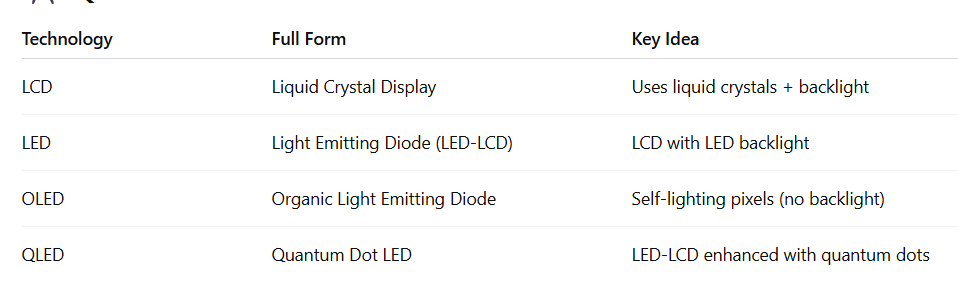 Technology Full Form Key Idea
LCD Liquid Crystal Display Uses liquid crystals + backlight
LED Light Emitting Diode (LED-LCD) LCD with LED backlight
OLED Organic Light Emitting Diode Self-lighting pixels (no backlight)
QLED Quantum Dot LED LED-LCD enhanced with quantum dots